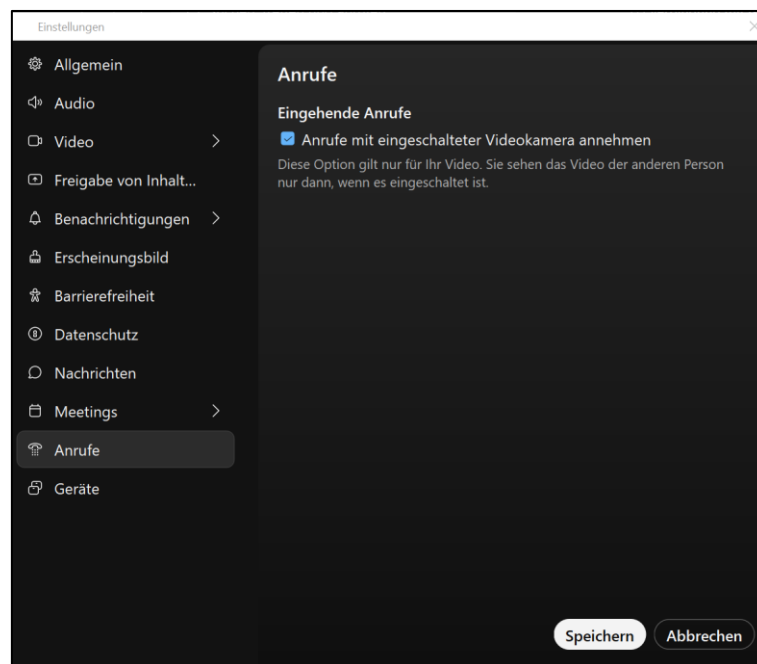 Einstellungen
Allgemein
Audio
Video
Freigabe von Inhalt...
Benachrichtigungen
Erscheinungsbild
Barrierefreiheit
Datenschutz
Nachrichten
Meetings
Anrufe
Geräte
Anrufe
Eingehende Anrufe
Anrufe mit eingeschalteter Videokamera annehmen
Diese Option gilt nur für Ihr Video. Sie sehen das Video der anderen Person
nur dann, wenn es eingeschaltet ist.
Speichern
Abbrechen